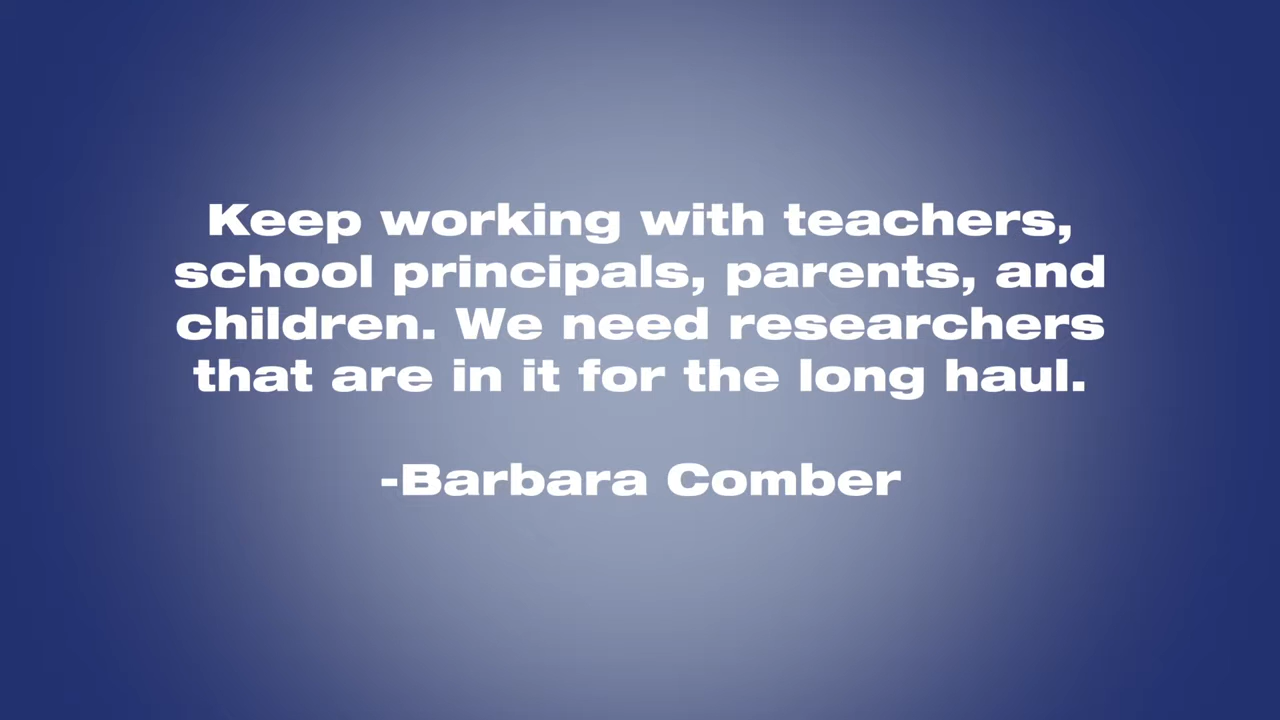 Keep working with teachers,
school principals, parents, and
children. We need researchers
that are in it for the long haul.
-Barbara Comber